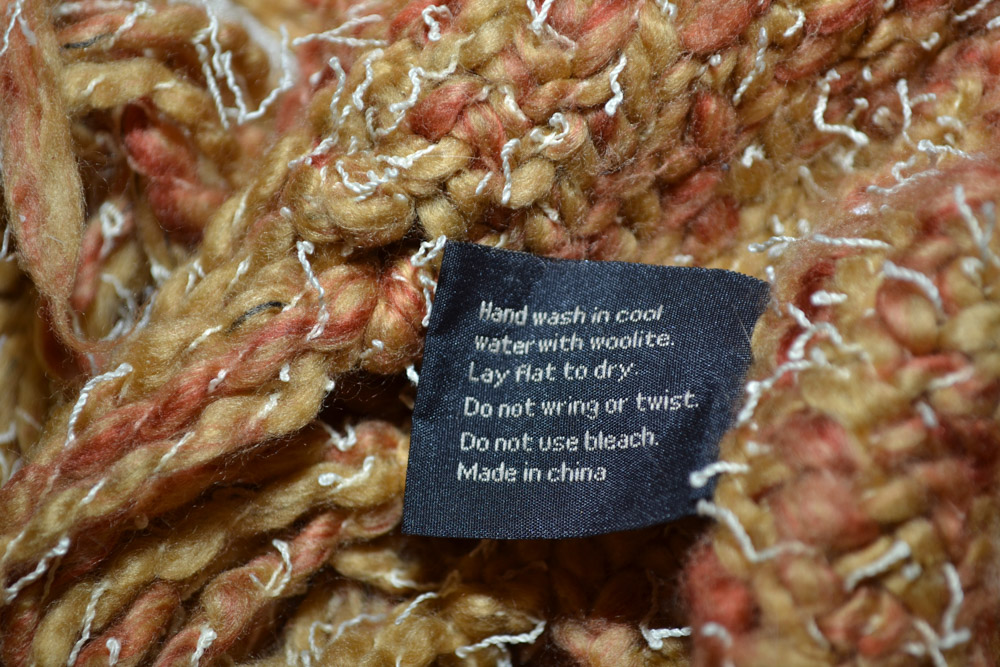 Hand wash in cool
water with woolite.
Lay flat to dry.
Do not wring or twist.
Do not use bleach.
Made in china